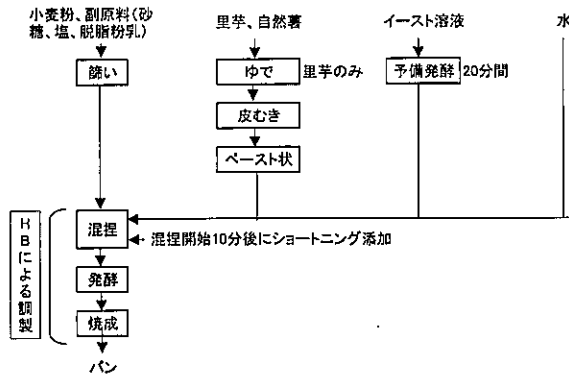 小麦粉、副原料(砂
糖、塩、脱脂粉乳)
篩い
里芋、自然薯
ゆで
里芋のみ
皮むき
ペースト状
イースト溶液
予備発酵
20分間
水
HBによる調製
混捏
混捏開始10分後にショートニング添加
発酵
焼成
パン